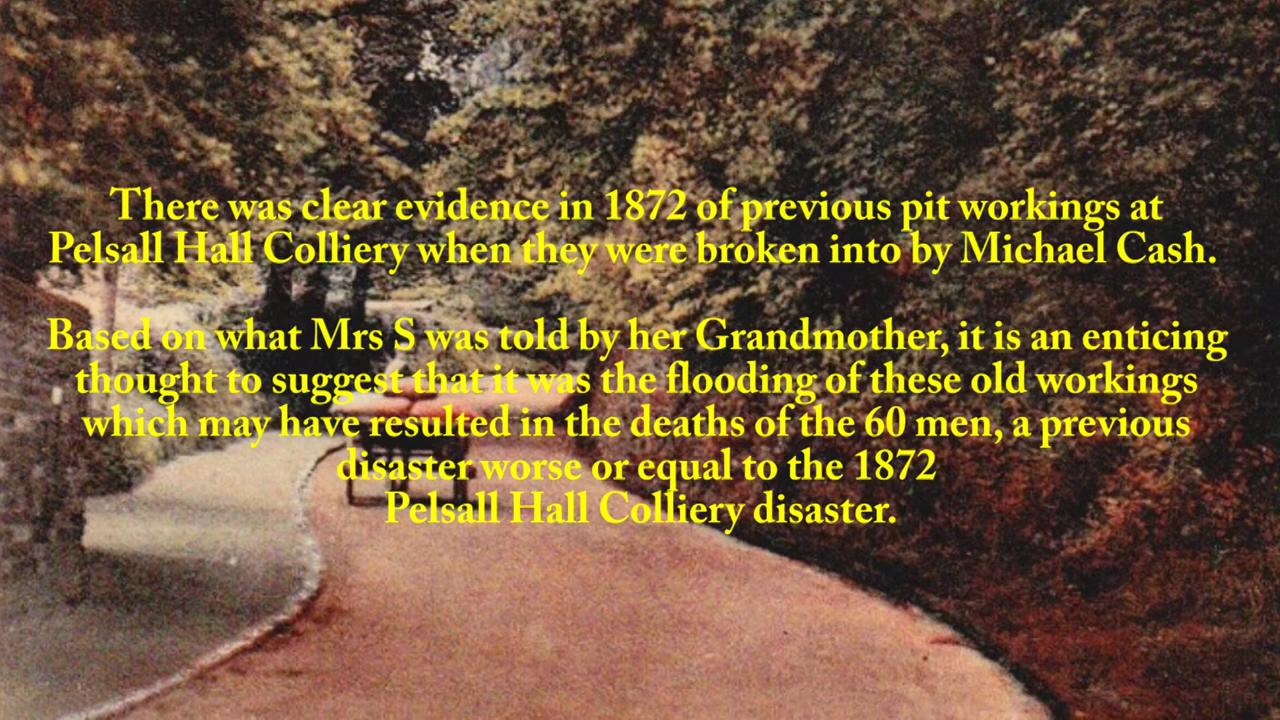 There was clear evidence in 1872 of previous pit workings at
Pelsall Hall Colliery when they were broken into by Michael Cash.
Based on what Mrs S was told by her Grandmother, it is an enticing
thought to suggest that it was the flooding of these old workings
which may have resulted in the deaths of the 60 men, a previous
disaster worse or equal to the 1872
Pelsall Hall Colliery disaster.